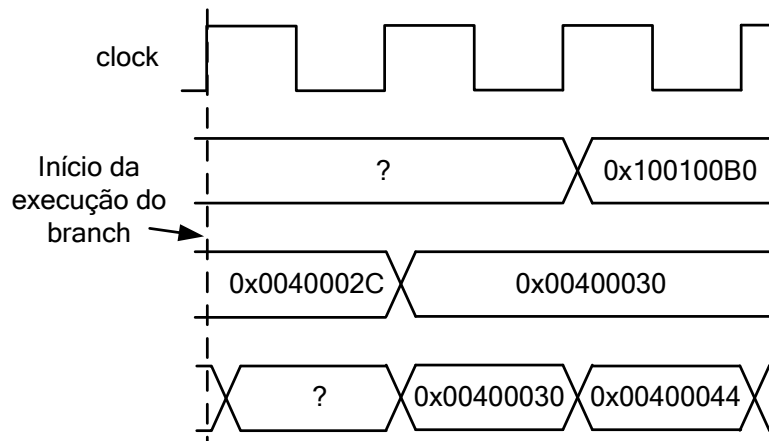 clock
? 0x100100B0
Início da
execução do
branch
0x0040002C 0x00400030
? 0x00400030 0x00400044